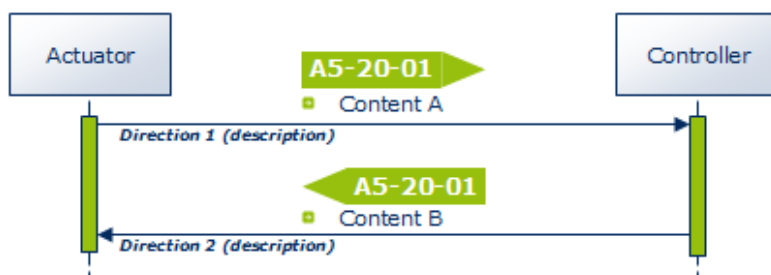 Actuator
Controller
A5-20-01
Content A
Direction 1 (description)
A5-20-01
Content B
Direction 2 (description)